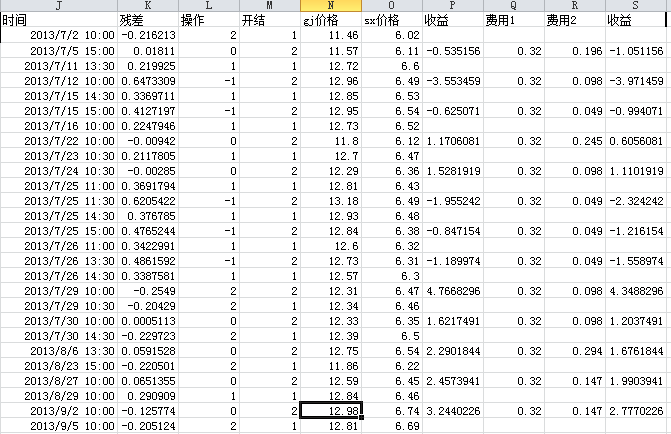 J K L M N O P Q R S
时间 残差 操作 开结 gj价格 sx价格 收益 费用1 费用2 收益
2013/7/2 10:00 -0.216213 2 1 11.46 6.02
2013/7/5 15:00 0.01811 0 2 11.57 6.11 -0.535156 0.32 0.196 -1.051156
2013/7/11 13:30 0.219925 1 1 12.72 6.6
2013/7/12 10:00 0.6473309 -1 2 12.96 6.49 -3.553459 0.32 0.098 -3.971459
2013/7/15 14:30 0.3369711 1 1 12.85 6.53
2013/7/15 15:00 0.4127197 -1 2 12.95 6.54 -0.625071 0.32 0.049 -0.994071
2013/7/16 10:00 0.2247946 1 1 12.73 6.52
2013/7/22 10:00 -0.00942 0 2 11.8 6.12 1.1706081 0.32 0.245 0.6056081
2013/7/23 10:30 0.2117805 1 1 12.7 6.47
2013/7/24 10:30 -0.00285 0 2 12.29 6.36 1.5281919 0.32 0.098 1.1101919
2013/7/25 11:00 0.3691794 1 1 12.81 6.43
2013/7/25 11:30 0.6205422 -1 2 13.18 6.49 -1.955242 0.32 0.049 -2.324242
2013/7/25 14:30 0.376785 1 1 12.93 6.48
2013/7/25 15:00 0.4765244 -1 2 12.84 6.38 -0.847154 0.32 0.049 -1.216154
2013/7/26 11:00 0.3422991 1 1 12.6 6.32
2013/7/26 13:30 0.4861592 -1 2 12.73 6.31 -1.189974 0.32 0.049 -1.558974
2013/7/26 14:30 0.3387581 1 1 12.57 6.3
2013/7/29 10:00 -0.2549 2 2 12.31 6.47 4.7668296 0.32 0.098 4.3488296
2013/7/29 10:30 -0.20429 2 1 12.34 6.46
2013/7/30 10:00 0.0005113 0 2 12.33 6.35 1.6217491 0.32 0.098 1.2037491
2013/7/30 14:30 -0.229723 2 1 12.39 6.5
2013/8/6 13:30 0.0591528 0 2 12.75 6.54 2.2901844 0.32 0.294 1.6761844
2013/8/23 15:00 -0.220501 2 1 11.86 6.22
2013/8/27 10:00 0.0651355 0 2 12.59 6.45 2.4573941 0.32 0.147 1.9903941
2013/8/29 10:00 0.290909 1 1 12.84 6.46
2013/9/2 10:00 -0.125774 0 2 12.98 6.74 3.2440226 0.32 0.147 2.7770226
2013/9/5 10:00 -0.205124 2 1 12.81 6.69